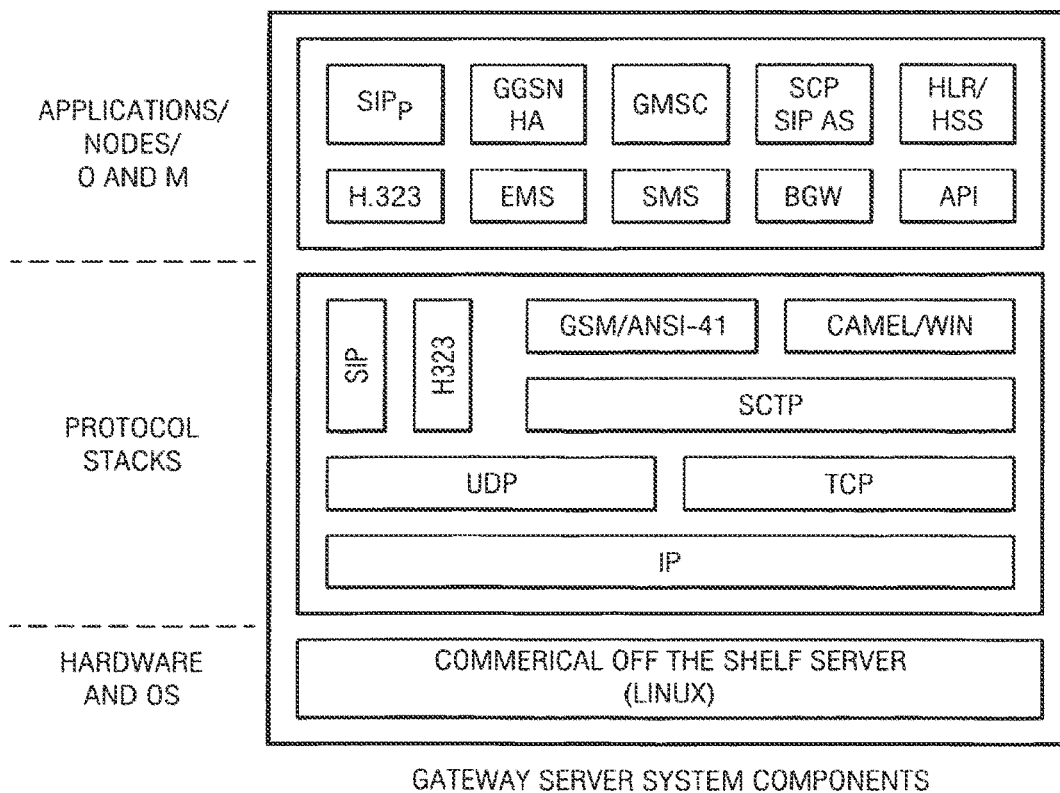 APPLICATIONS/
NODES/
O AND M
SIPP
GGSN
HA
GMSC
SCP
SIP AS
HLR/
HSS
H.323
EMS
SMS
BGW
API
PROTOCOL
STACKS
SIP
H323
GSM/ANSI-41
CAMEL/WIN
SCTP
UDP
TCP
IP
HARDWARE
AND OS
COMMERICAL OFF THE SHELF SERVER
(LINUX)
GATEWAY SERVER SYSTEM COMPONENTS